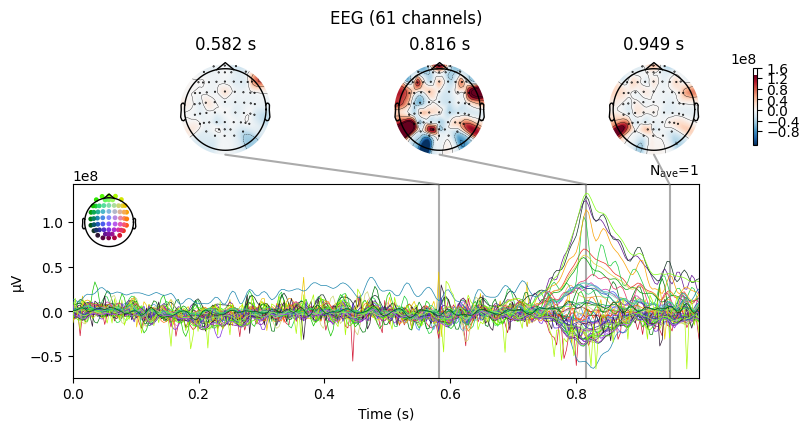 EEG (61 channels)
0.582 s
0.816 s
0.949 s
1e8
1.6
1.2
0.8
0.4
0.0
−0.4
−0.8
N_ave=1
1e8
1.0
0.5
0.0
−0.5
µV
0.0 0.2 0.4 0.6 0.8
Time (s)